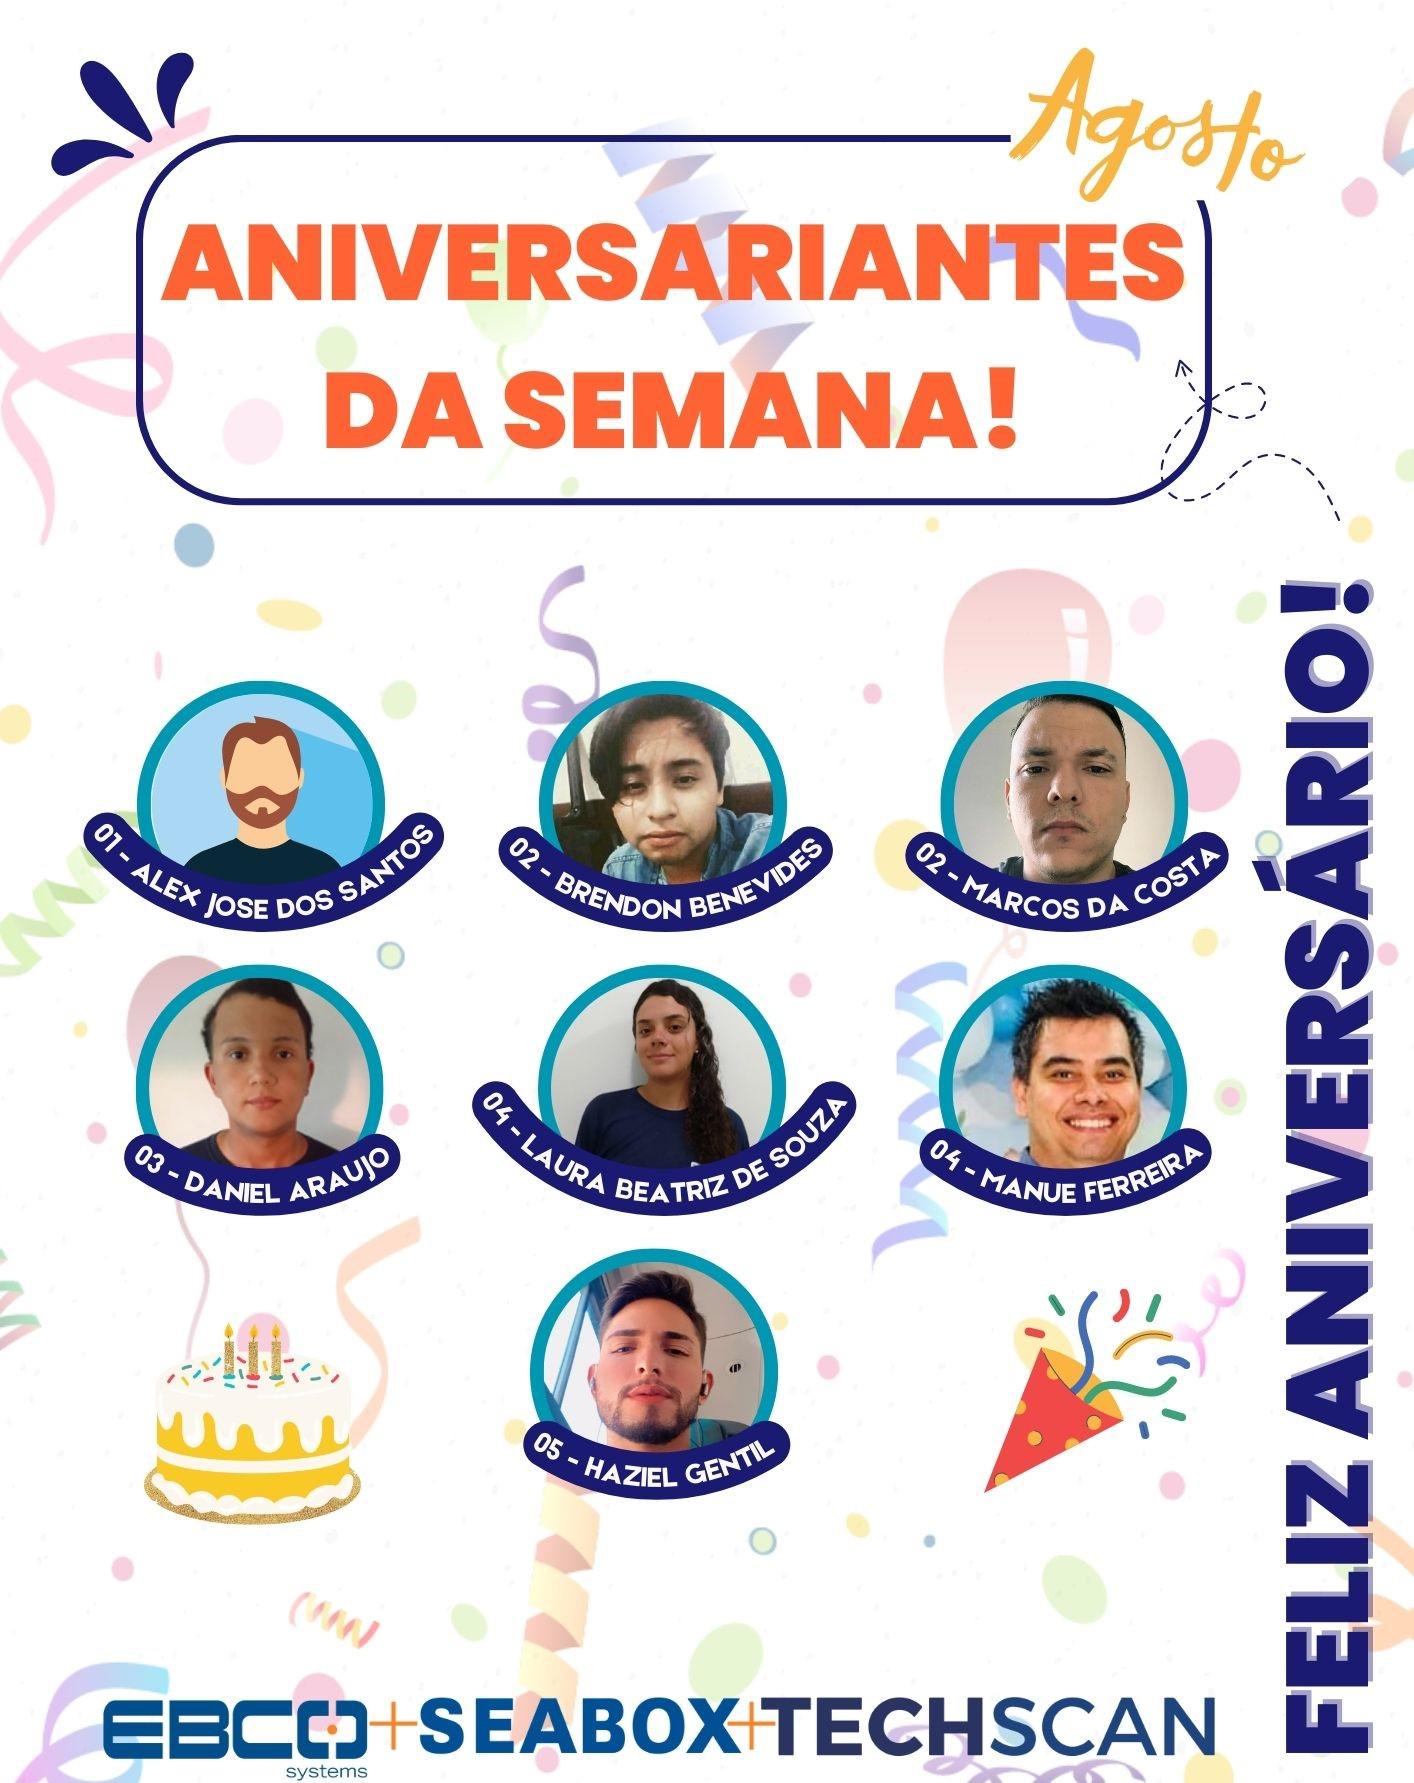 Agosto
ANIVERSARIANTES
DA SEMANA!
01 - ALEX JOSE DOS SANTOS
02 - BRENDON BENEVIDES
02 - MARCOS DA COSTA
03 - DANIEL ARAUJO
04 - LAURA BEATRIZ DE SOUZA
04 - MANUE FERREIRA
05 - HAZIEL GENTIL
FELIZ ANIVERSÁRIO!
EBCO+SEABOX+TECHSCAN
systems